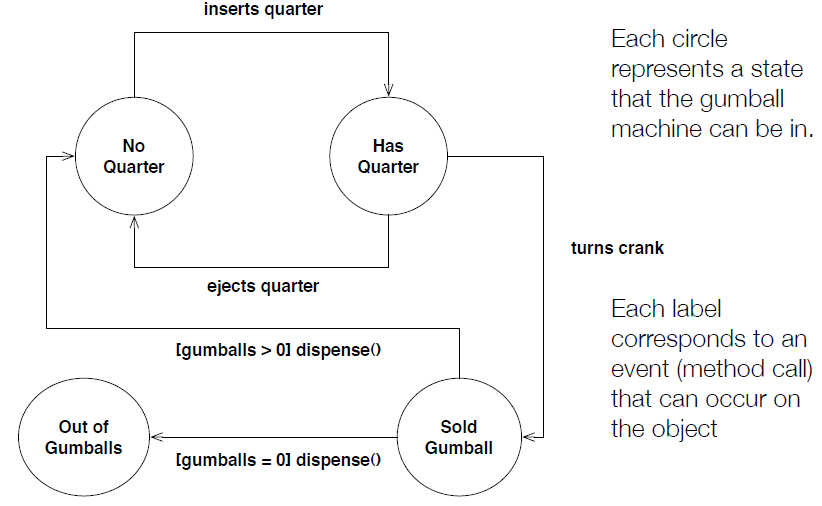 inserts quarter
Each circle
represents a state
that the gumball
machine can be in.
No
Quarter
Has
Quarter
turns crank
ejects quarter
Each label
corresponds to an
event (method call)
that can occur on
the object
[gumballs > 0] dispense()
Out of
Gumballs
Sold
Gumball
[gumballs = 0] dispense()